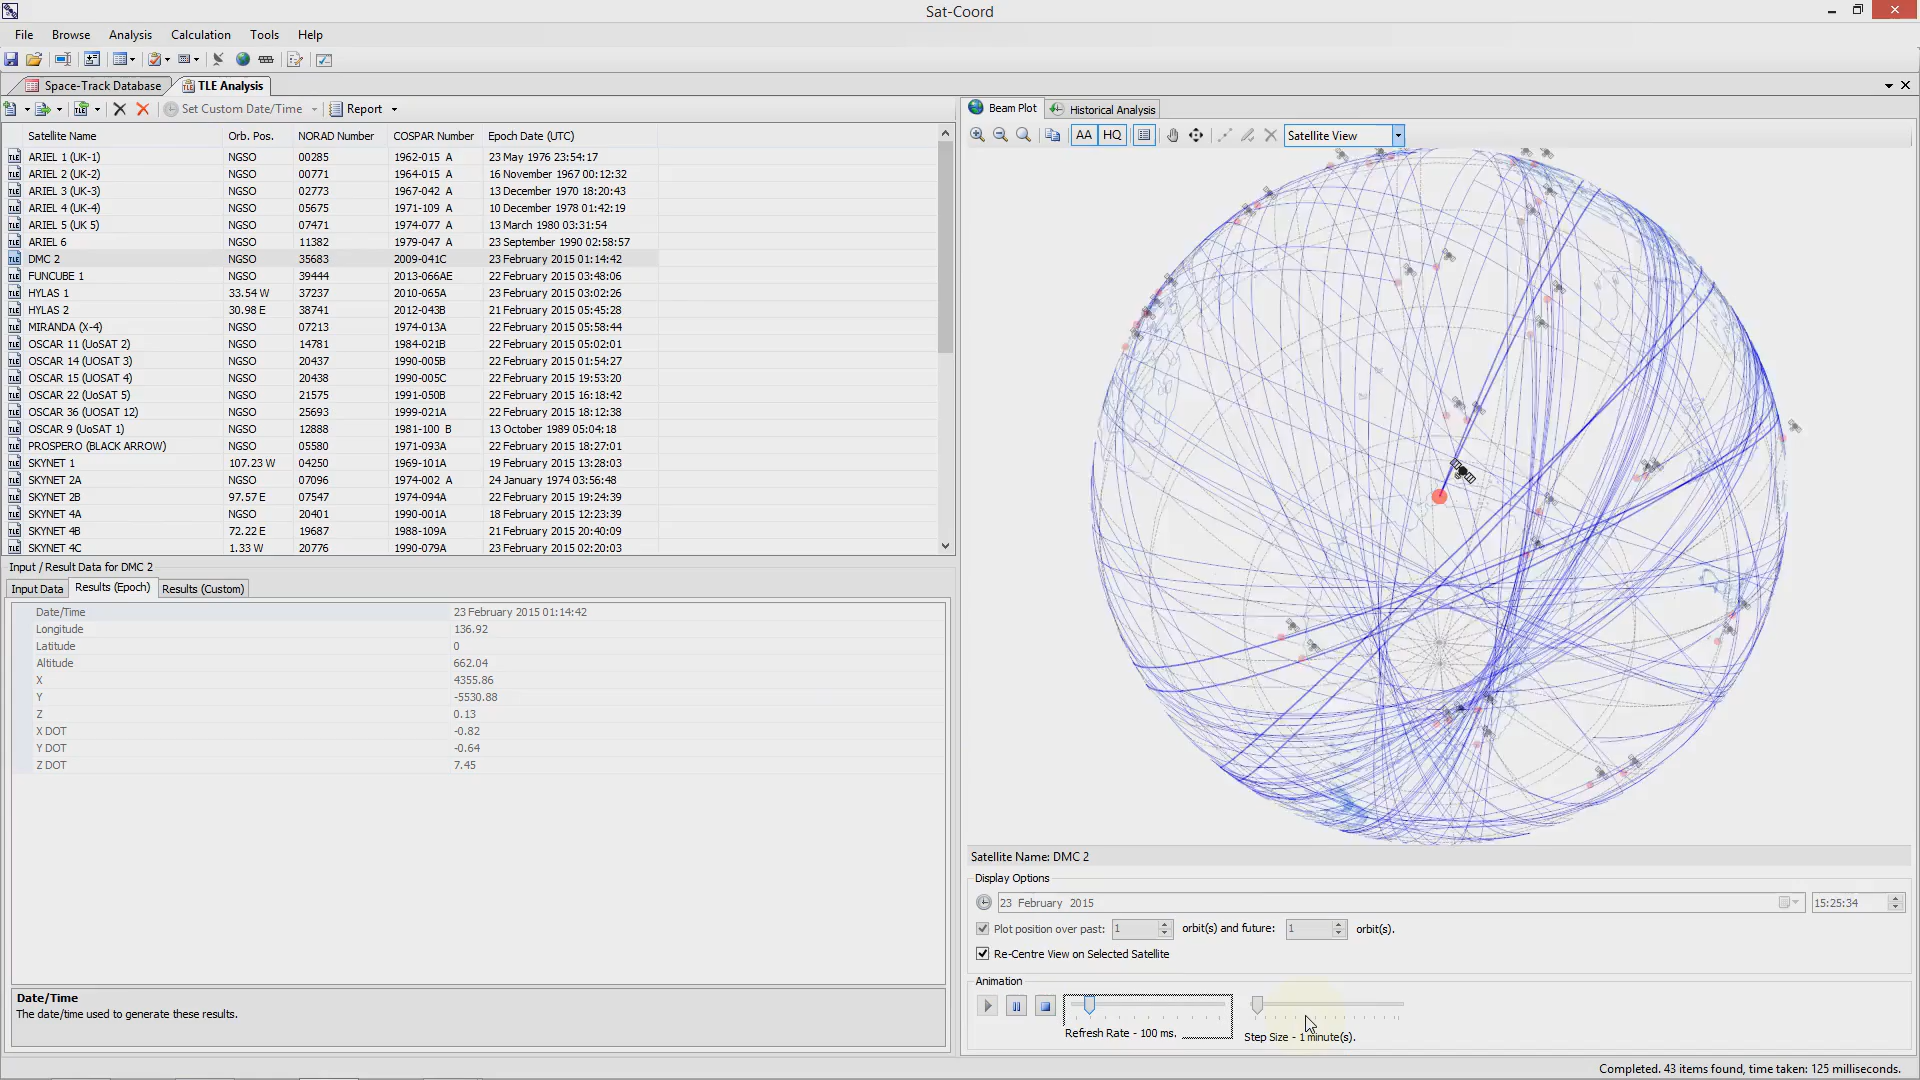 Sat-Coord
File Browse Analysis Calculation Tools Help
Space-Track Database TLE Analysis
Set Custom Date/Time Report
Satellite Name Orb. Pos. NORAD Number COSPAR Number Epoch Date (UTC)
ARIEL 1 (UK-1) NGSO 00285 1962-015 A 23 May 1976 23:54:17
ARIEL 2 (UK-2) NGSO 00771 1964-015 A 16 November 1967 00:12:32
ARIEL 3 (UK-3) NGSO 02773 1967-042 A 13 December 1970 18:20:43
ARIEL 4 (UK-4) NGSO 05675 1971-109 A 10 December 1978 01:42:19
ARIEL 5 (UK 5) NGSO 07471 1974-077 A 13 March 1980 03:31:54
ARIEL 6 NGSO 11382 1979-047 A 23 September 1990 02:58:57
DMC 2 NGSO 35683 2009-041C 23 February 2015 01:14:42
FUNCUBE 1 NGSO 39444 2013-066AE 22 February 2015 03:48:06
HYLAS 1 33.54 W 37237 2010-065A 23 February 2015 03:02:26
HYLAS 2 30.98 E 38741 2012-043B 21 February 2015 05:45:28
MIRANDA (X-4) NGSO 07213 1974-013A 22 February 2015 05:58:44
OSCAR 11 (UoSAT 2) NGSO 14781 1984-021B 22 February 2015 05:02:01
OSCAR 14 (UOSAT 3) NGSO 20437 1990-005B 22 February 2015 01:54:27
OSCAR 15 (UOSAT 4) NGSO 20438 1990-005C 22 February 2015 19:53:20
OSCAR 22 (UoSAT 5) NGSO 21575 1991-050B 22 February 2015 16:18:42
OSCAR 36 (UOSAT 12) NGSO 25693 1999-021A 22 February 2015 18:12:38
OSCAR 9 (UoSAT 1) NGSO 12888 1981-100 B 13 October 1989 05:04:18
PROSPERO (BLACK ARROW) NGSO 05580 1971-093A 22 February 2015 18:27:01
SKYNET 1 107.23 W 04250 1969-101A 19 February 2015 13:28:03
SKYNET 2A NGSO 07096 1974-002 A 24 January 1974 03:56:48
SKYNET 2B 97.57 E 07547 1974-094A 22 February 2015 19:24:39
SKYNET 4A NGSO 20401 1990-001A 18 February 2015 12:23:39
SKYNET 4B 72.22 E 19687 1988-109A 21 February 2015 20:40:09
SKYNET 4C 1.33 W 20776 1990-079A 23 February 2015 02:20:03
Input / Result Data for DMC 2
Input Data Results (Epoch) Results (Custom)
Date/Time 23 February 2015 01:14:42
Longitude 136.92
Latitude 0
Altitude 662.04
X 4355.86
Y -5530.88
Z 0.13
X DOT -0.82
Y DOT -0.64
Z DOT 7.45
Date/Time
The date/time used to generate these results.
Beam Plot Historical Analysis
AA HQ Satellite View
Satellite Name: DMC 2
Display Options
23 February 2015 15:25:34
Plot position over past: 1 orbit(s) and future: 1 orbit(s).
Re-Centre View on Selected Satellite
Animation
Refresh Rate - 100 ms.
Step Size - 1 minute(s).
Completed. 43 items found, time taken: 125 milliseconds.